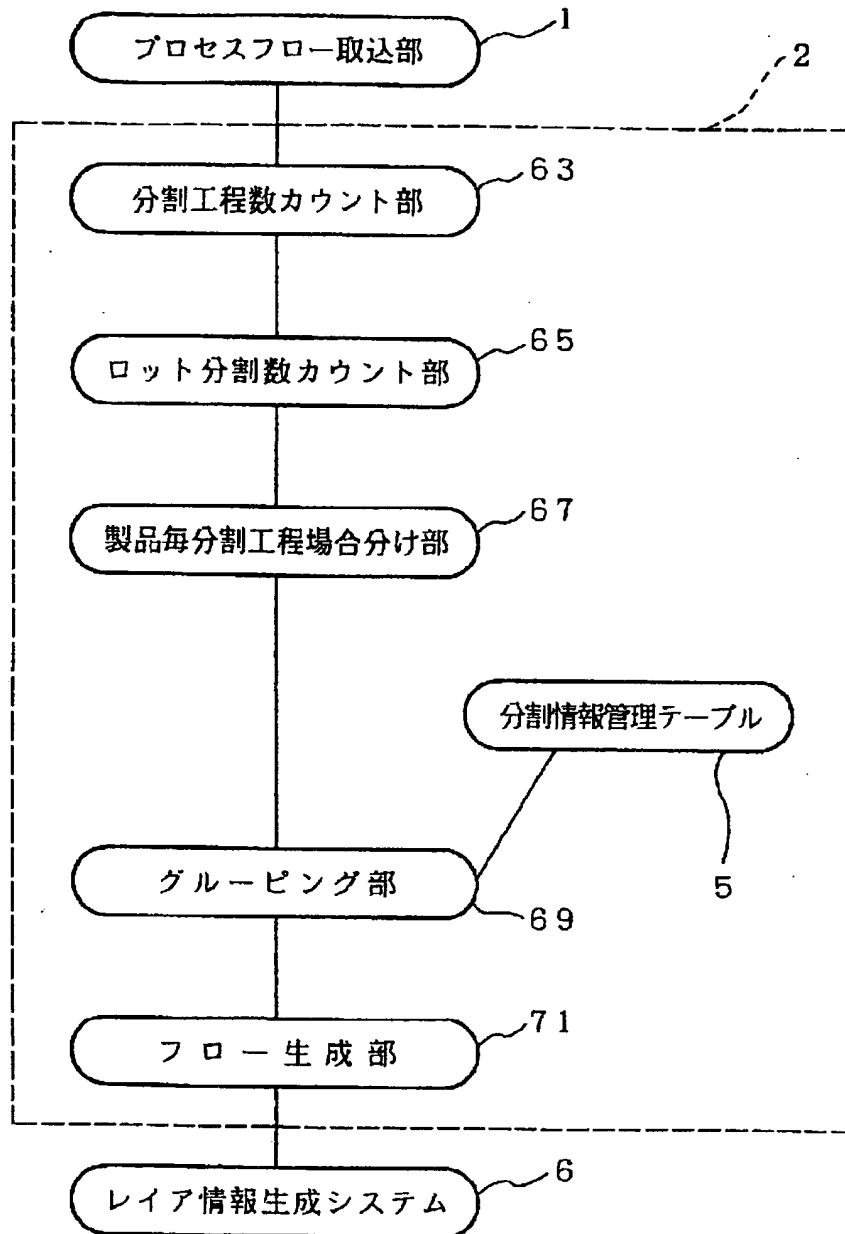 プロセスフロー取込部
1
2
分割工程数カウント部
63
ロット分割数カウント部
65
製品毎分割工程場合分け部
67
分割情報管理テーブル
5
グルーピング部
69
フロー生成部
71
レイア情報生成システム
6